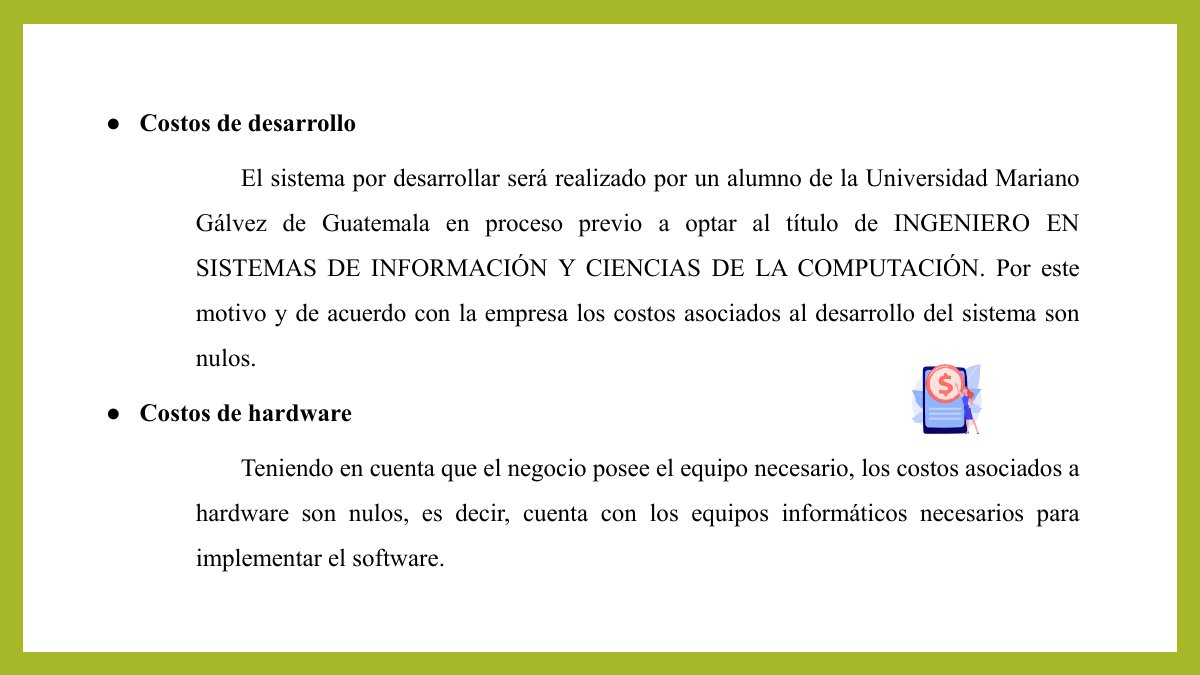 ● Costos de desarrollo
El sistema por desarrollar será realizado por un alumno de la Universidad Mariano
Gálvez de Guatemala en proceso previo a optar al título de INGENIERO EN
SISTEMAS DE INFORMACIÓN Y CIENCIAS DE LA COMPUTACIÓN. Por este
motivo y de acuerdo con la empresa los costos asociados al desarrollo del sistema son
nulos.
$
● Costos de hardware
Teniendo en cuenta que el negocio posee el equipo necesario, los costos asociados a
hardware son nulos, es decir, cuenta con los equipos informáticos necesarios para
implementar el software.